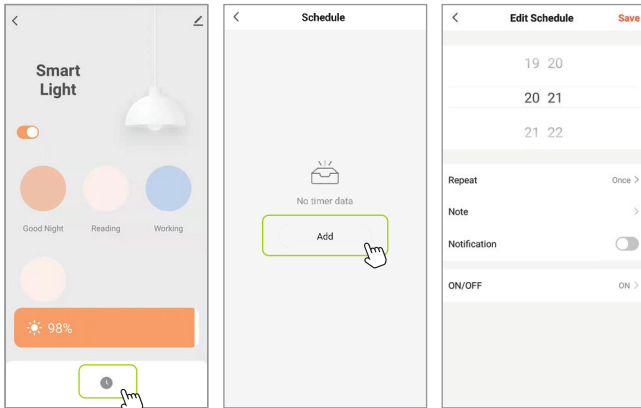 Smart
Light
Good Night Reading Working
98%
Schedule
No timer data
Add
Edit Schedule Save
19 20
20 21
21 22
Repeat Once >
Note >
Notification
ON/OFF ON >